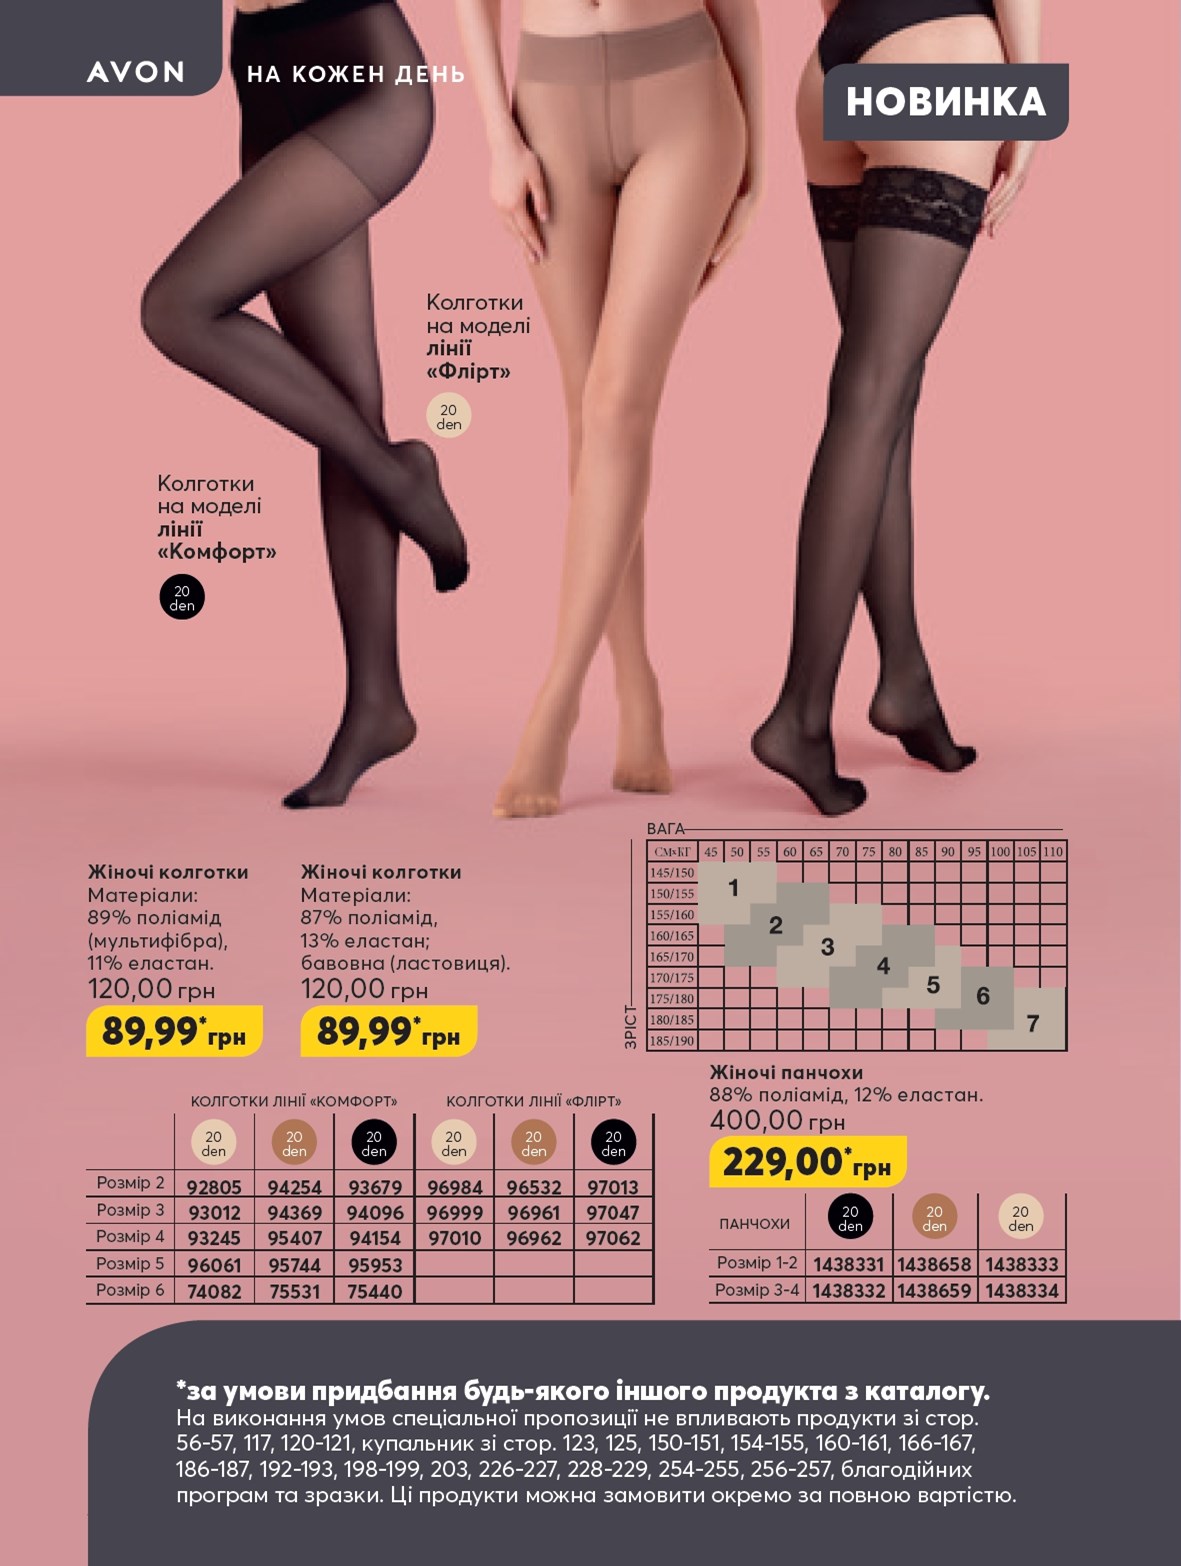 AVON
НА КОЖЕН ДЕНЬ
НОВИНКА
Колготки
на моделі
лінії
«Флірт»
20
den
Колготки
на моделі
лінії
«Комфорт»
20
den
Жіночі колготки
Матеріали:
89% поліамід
(мультифібра),
11% еластан.
120,00 грн
89,99* грн
Жіночі колготки
Матеріали:
87% поліамід,
13% еластан;
бавовна (ластовиця).
120,00 грн
89,99* грн
ВАГА
ЗРІСТ
СМ×КГ 45 50 55 60 65 70 75 80 85 90 95 100 105 110
145/150
150/155
155/160
160/165
165/170
170/175
175/180
180/185
185/190
1
2
3
4
5
6
7
Жіночі панчохи
88% поліамід, 12% еластан.
400,00 грн
229,00* грн
КОЛГОТКИ ЛІНІЇ «КОМФОРТ» КОЛГОТКИ ЛІНІЇ «ФЛІРТ»
20 20 20 20 20 20
den den den den den den
Розмір 2 92805 94254 93679 96984 96532 97013
Розмір 3 93012 94369 94096 96999 96961 97047
Розмір 4 93245 95407 94154 97010 96962 97062
Розмір 5 96061 95744 95953
Розмір 6 74082 75531 75440
20 20 20
ПАНЧОХИ den den den
Розмір 1-2 1438331 1438658 1438333
Розмір 3-4 1438332 1438659 1438334
*за умови придбання будь-якого іншого продукта з каталогу.
На виконання умов спеціальної пропозиції не впливають продукти зі стор.
56-57, 117, 120-121, купальник зі стор. 123, 125, 150-151, 154-155, 160-161, 166-167,
186-187, 192-193, 198-199, 203, 226-227, 228-229, 254-255, 256-257, благодійних
програм та зразки. Ці продукти можна замовити окремо за повною вартістю.